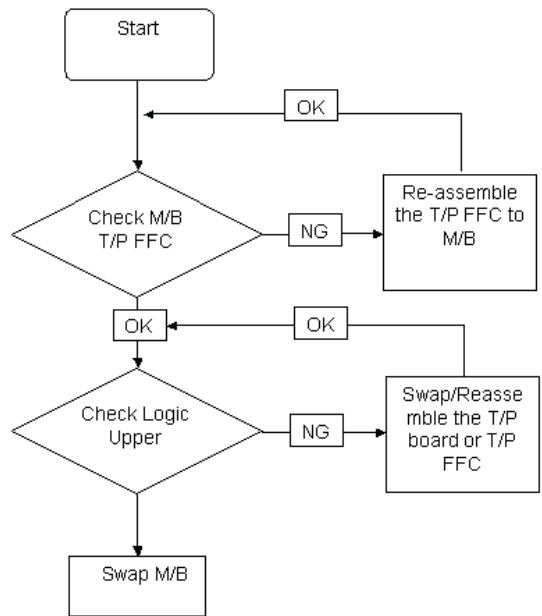 Start
OK
Check M/B
T/P FFC
NG
Re-assemble
the T/P FFC to
M/B
OK
OK
Check Logic
Upper
NG
Swap/Reasse
mble the T/P
board or T/P
FFC
Swap M/B